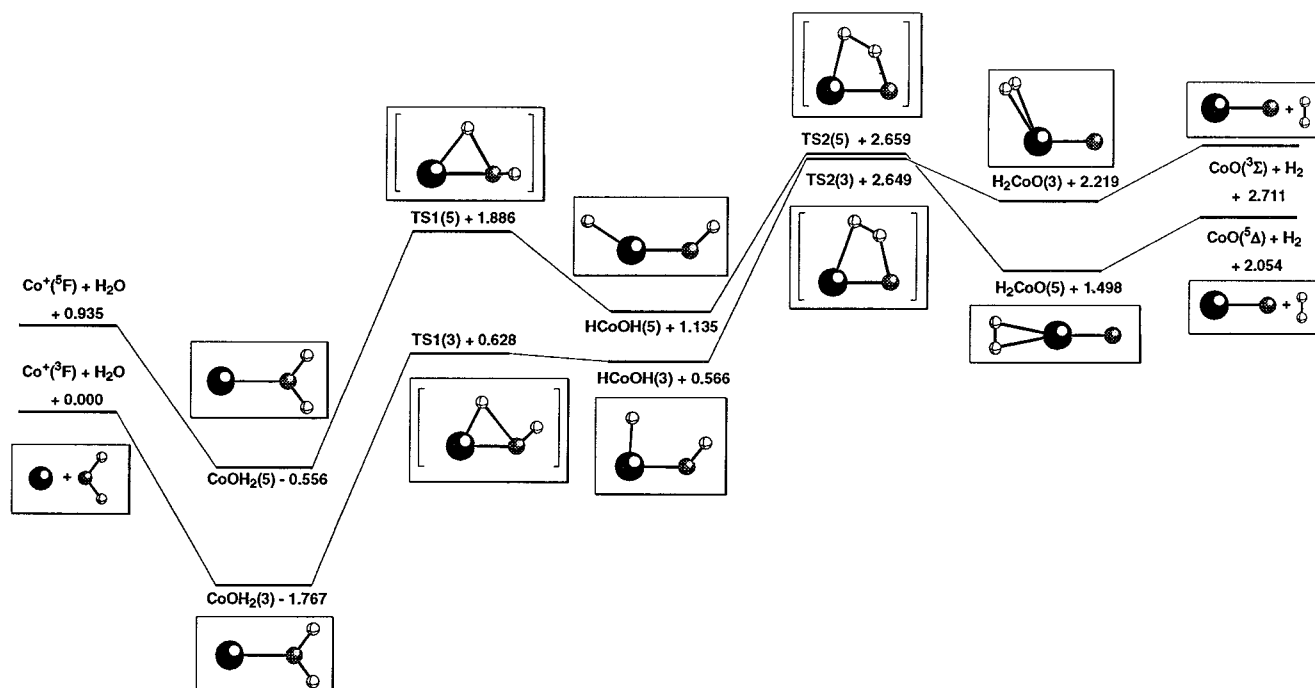 Co⁺(⁵F) + H₂O
+ 0.935
Co⁺(³F) + H₂O
+ 0.000
+
CoOH₂(5) - 0.556
CoOH₂(3) - 1.767
TS1(5) + 1.886
TS1(3) + 0.628
HCoOH(5) + 1.135
HCoOH(3) + 0.566
TS2(5) + 2.659
TS2(3) + 2.649
H₂CoO(3) + 2.219
H₂CoO(5) + 1.498
+
CoO(³Σ) + H₂
+ 2.711
CoO(⁵Δ) + H₂
+ 2.054
+